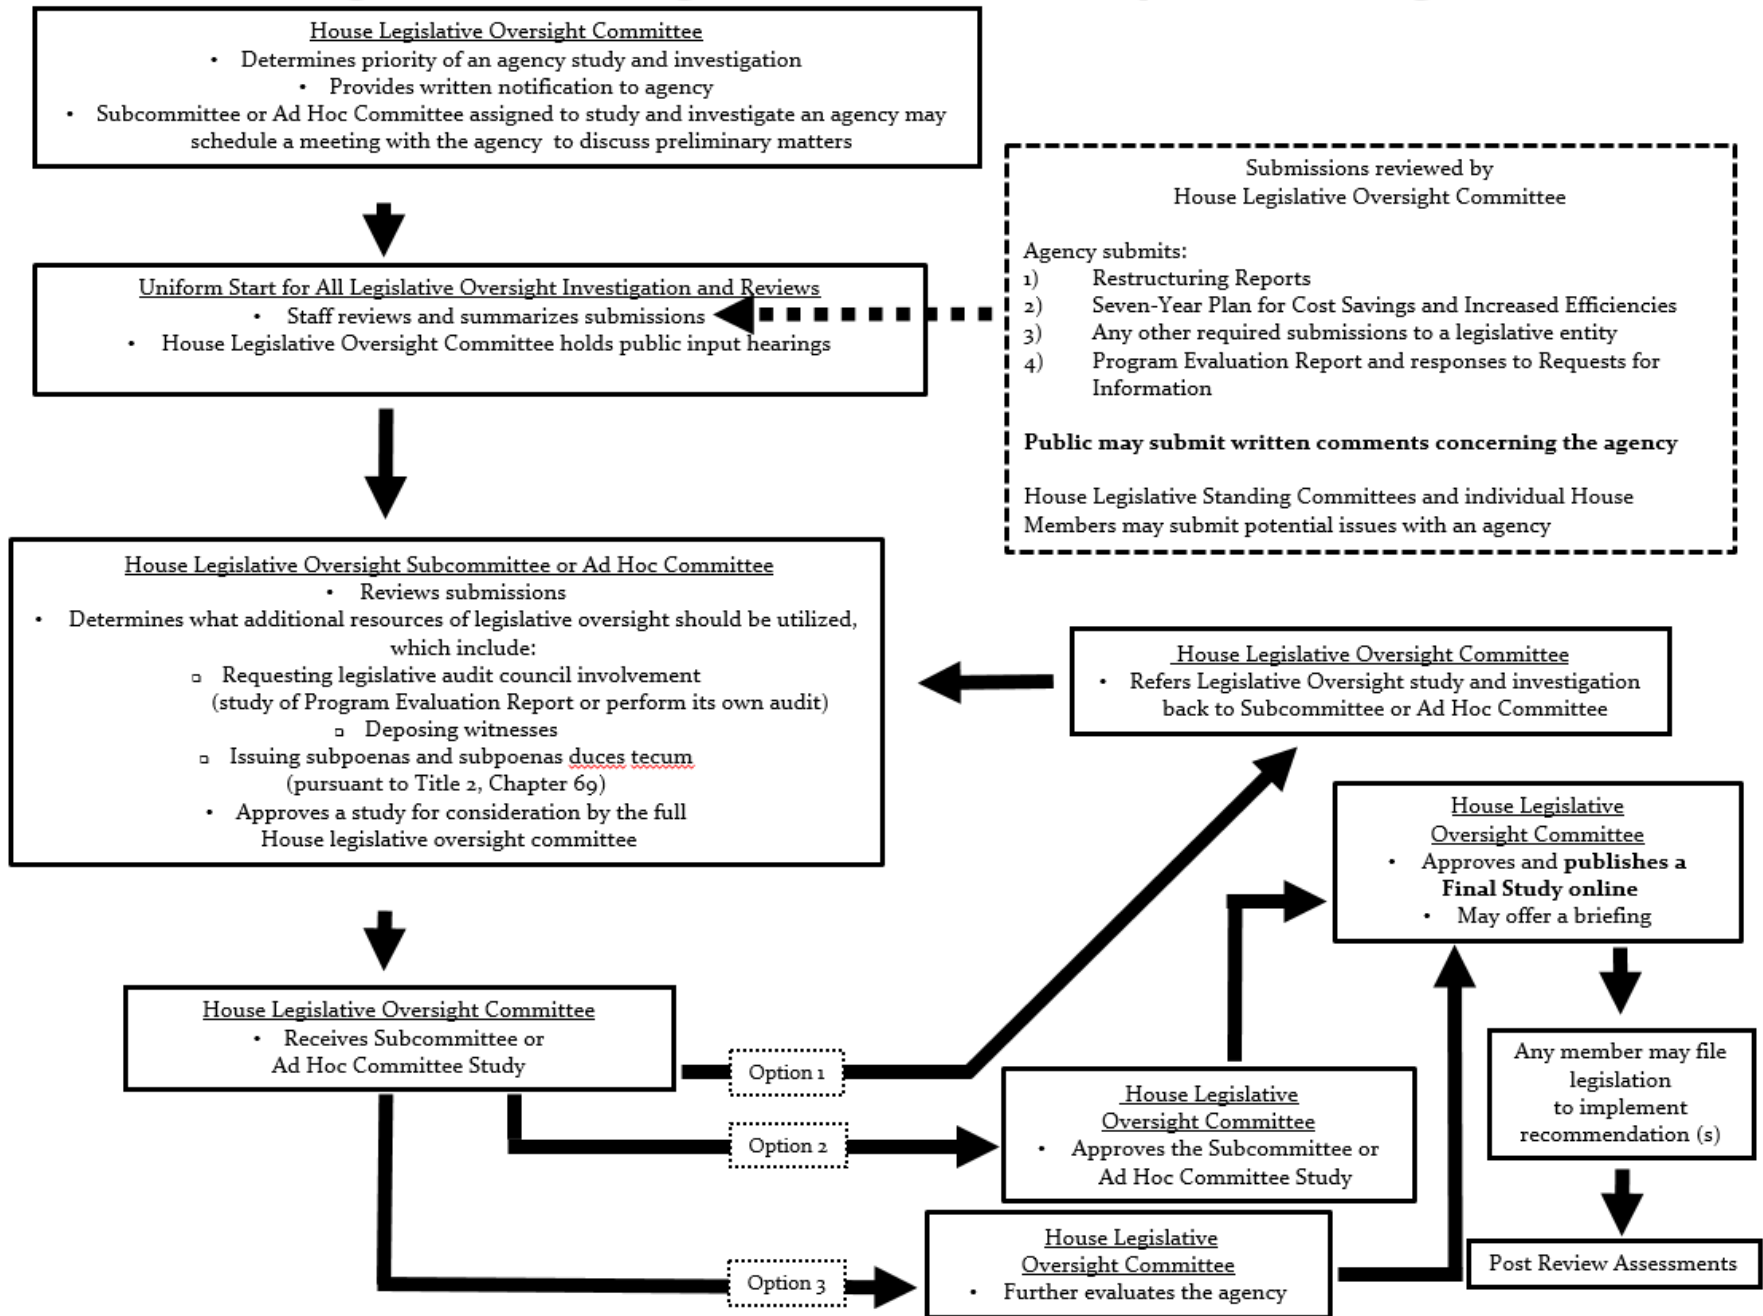 House Legislative Oversight Committee
• Determines priority of an agency study and investigation
• Provides written notification to agency
• Subcommittee or Ad Hoc Committee assigned to study and investigate an agency may
schedule a meeting with the agency to discuss preliminary matters
Submissions reviewed by
House Legislative Oversight Committee
Agency submits:
1) Restructuring Reports
2) Seven-Year Plan for Cost Savings and Increased Efficiencies
3) Any other required submissions to a legislative entity
4) Program Evaluation Report and responses to Requests for
Information
Public may submit written comments concerning the agency
House Legislative Standing Committees and individual House
Members may submit potential issues with an agency
Uniform Start for All Legislative Oversight Investigation and Reviews
• Staff reviews and summarizes submissions
• House Legislative Oversight Committee holds public input hearings
House Legislative Oversight Subcommittee or Ad Hoc Committee
• Reviews submissions
• Determines what additional resources of legislative oversight should be utilized,
which include:
▫ Requesting legislative audit council involvement
(study of Program Evaluation Report or perform its own audit)
▫ Deposing witnesses
▫ Issuing subpoenas and subpoenas duces tecum
(pursuant to Title 2, Chapter 69)
• Approves a study for consideration by the full
House legislative oversight committee
House Legislative Oversight Committee
• Refers Legislative Oversight study and investigation
back to Subcommittee or Ad Hoc Committee
House Legislative
Oversight Committee
• Approves and publishes a
Final Study online
• May offer a briefing
House Legislative Oversight Committee
• Receives Subcommittee or
Ad Hoc Committee Study
Option 1
Option 2
Option 3
House Legislative
Oversight Committee
• Approves the Subcommittee or
Ad Hoc Committee Study
House Legislative
Oversight Committee
• Further evaluates the agency
Any member may file
legislation
to implement
recommendation (s)
Post Review Assessments